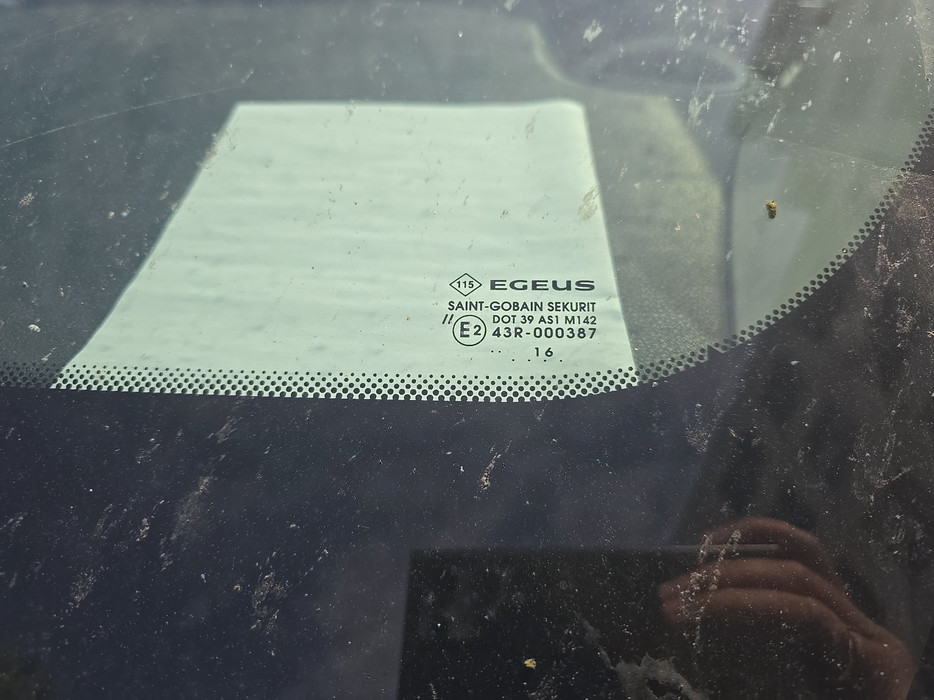 115 EGEUS
SAINT-GOBAIN SEKURIT
// E2 DOT 39 AS1 M142
43R-000387
.. 16
. . . .